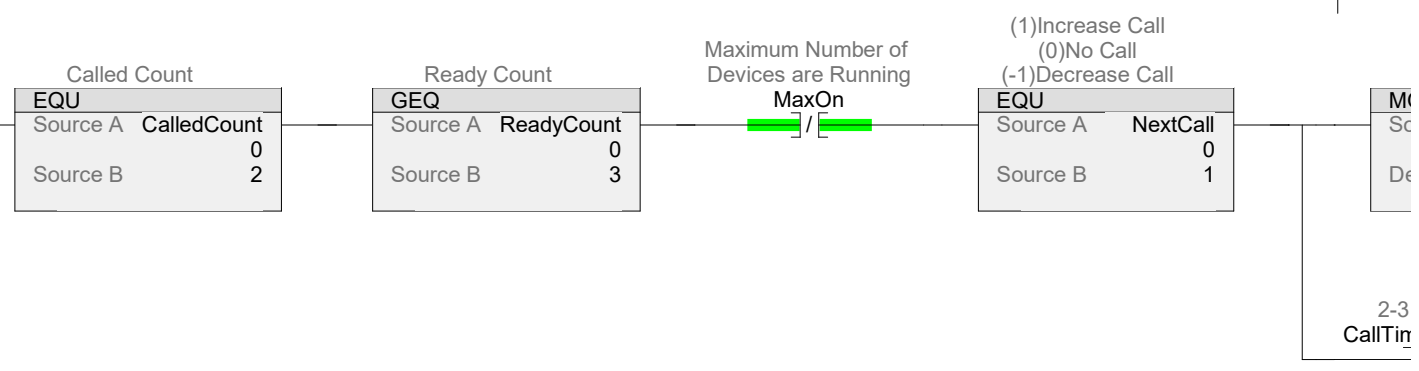 (1)Increase Call
Maximum Number of
(0)No Call
Called Count
Ready Count
Devices are Running
(-1)Decrease Call
EQU
GEQ
MaxOn
EQU
Source A CalledCount
Source A ReadyCount
/
Source A NextCall
0
0
0
Source B 2
Source B 3
Source B 1
2-3